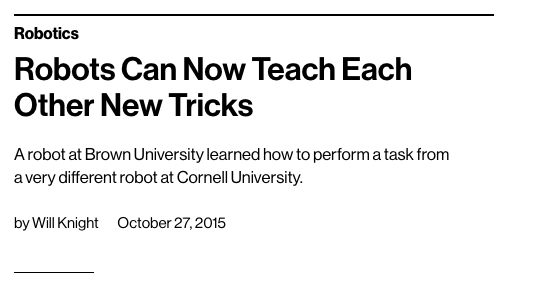 Robotics
Robots Can Now Teach Each
Other New Tricks
A robot at Brown University learned how to perform a task from
a very different robot at Cornell University.
by Will Knight October 27, 2015